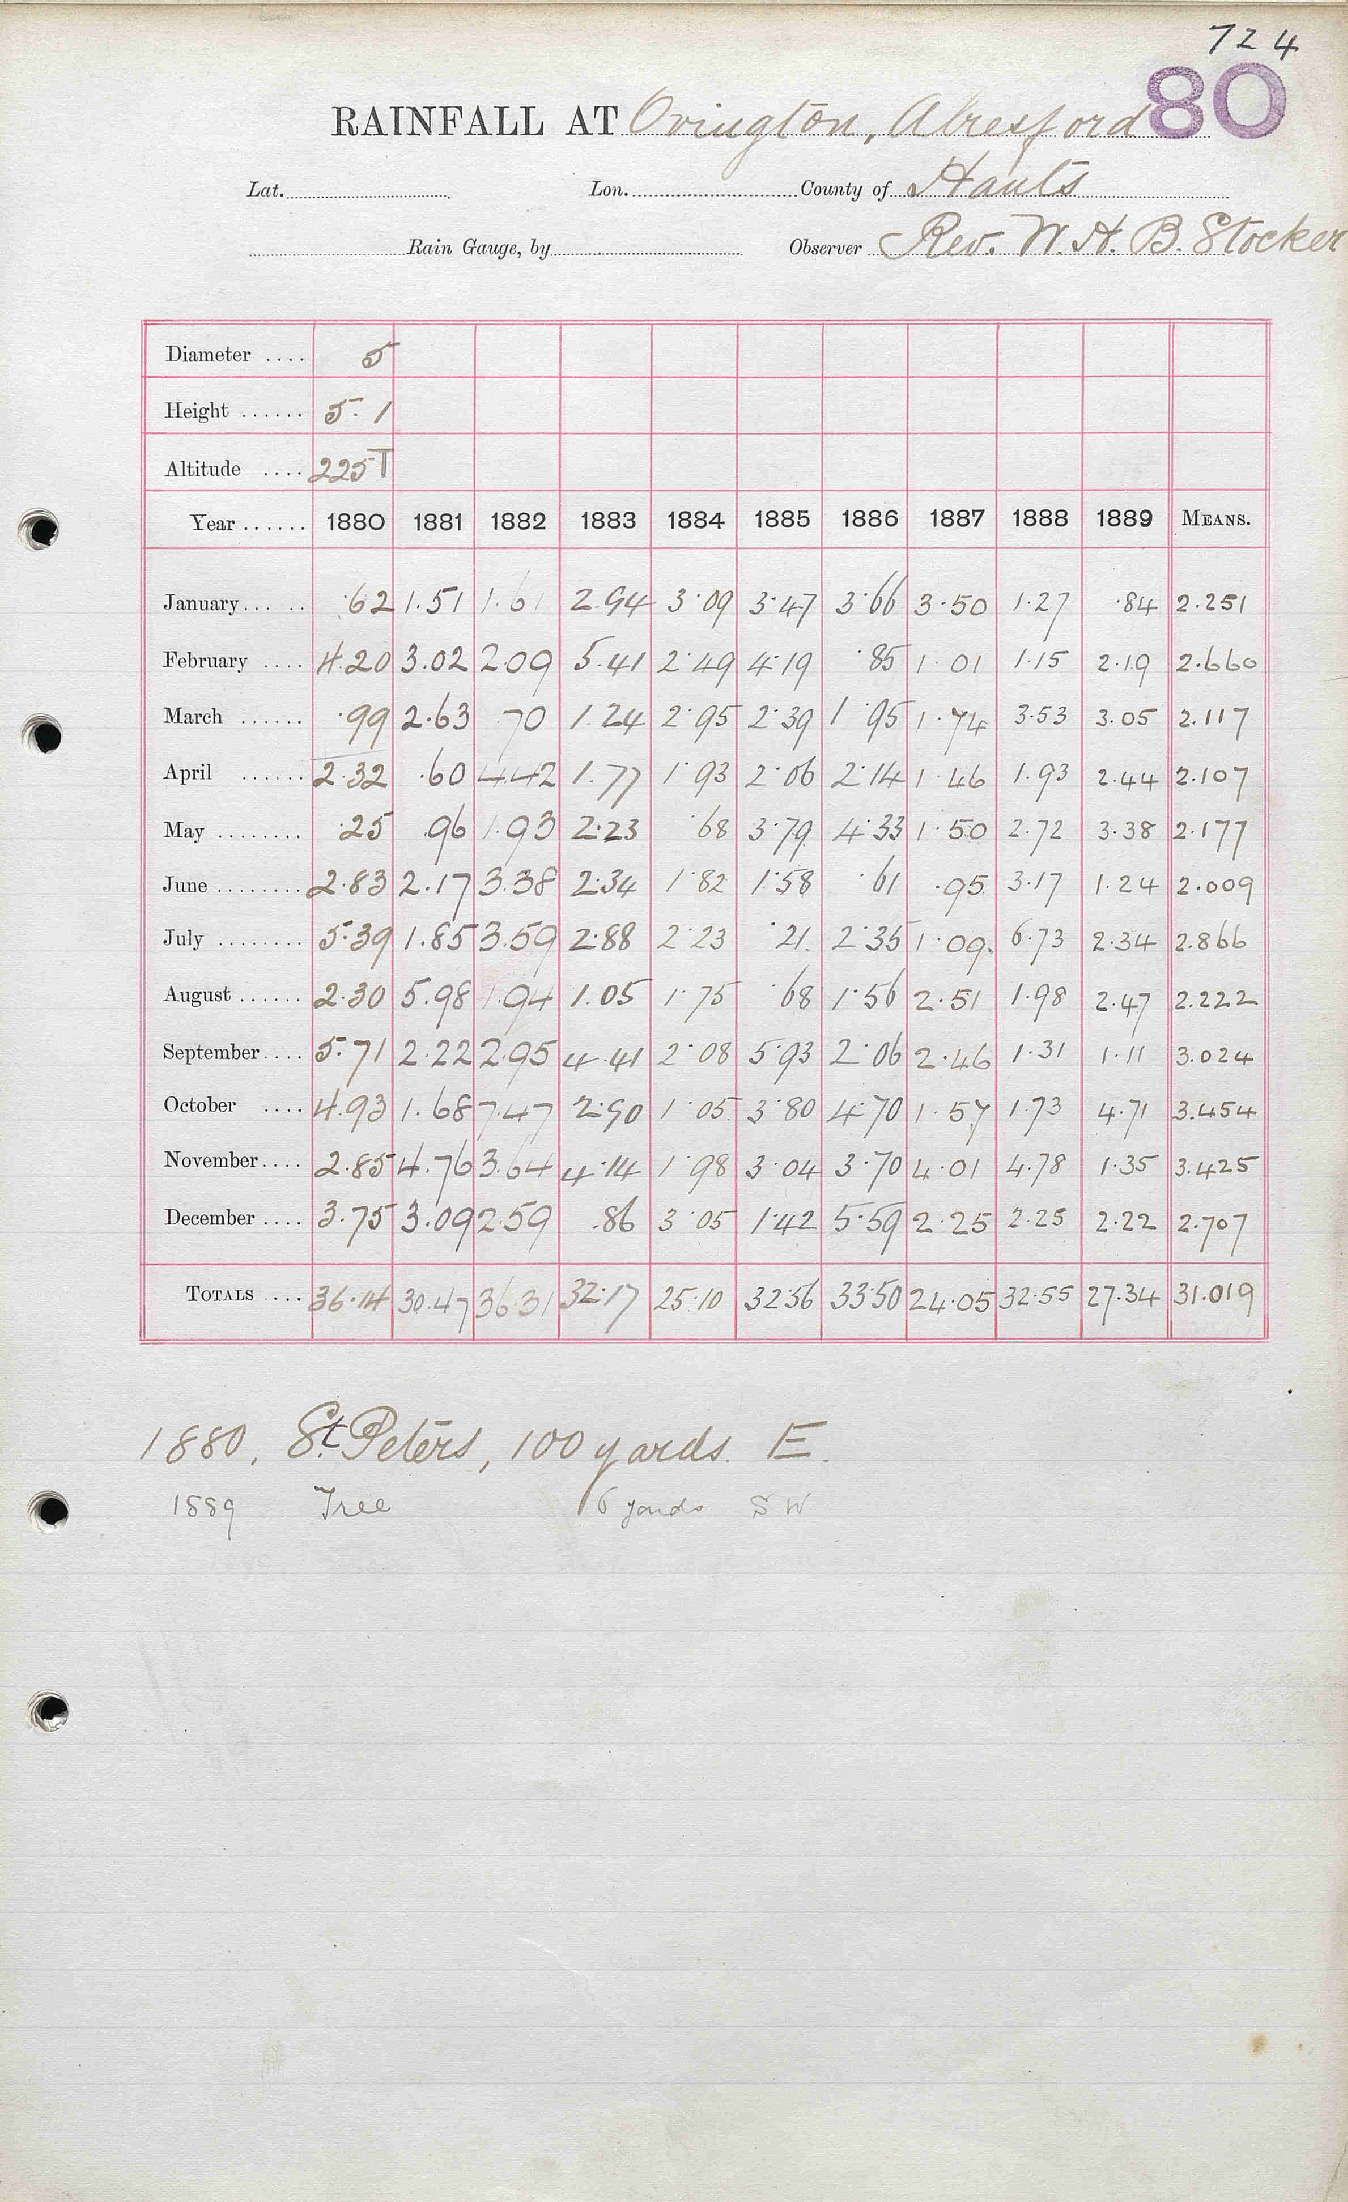 724
80
RAINFALL AT Ovington, Alresford
Lat. Lon. County of Hants
Rain Gauge, by Observer Rev. W. H. B. Stocker
Diameter .... 5
Height ...... 5.1
Altitude .... 225 T
Year ...... 1880 1881 1882 1883 1884 1885 1886 1887 1888 1889 MEANS.
January ... .. .62 1.51 1.61 2.94 3.09 3.47 3.66 3.50 1.27 .84 2.251
February .... 4.20 3.02 2.09 5.41 2.49 4.19 .85 1.01 1.15 2.19 2.660
March ...... .99 2.63 70 1.24 2.95 2.39 1.95 1.74 3.53 3.05 2.117
April ...... 2.32 .60 4.42 1.77 1.93 2.06 2.14 1.46 1.93 2.44 2.107
May ........ .25 .96 1.93 2.23 .68 3.79 4.33 1.50 2.72 3.38 2.177
June ........ 2.83 2.17 3.38 2.34 1.82 1.58 .61 .95 3.17 1.24 2.009
July ........ 5.39 1.85 3.59 2.88 2.23 .21 2.35 1.09 6.73 2.34 2.866
August ...... 2.30 5.98 1.94 1.05 1.75 .68 1.56 2.51 1.98 2.47 2.222
September .... 5.71 2.22 2.95 4.41 2.08 5.93 2.06 2.46 1.31 1.11 3.024
October .... 4.93 1.68 7.47 2.90 1.05 3.80 4.70 1.57 1.73 4.71 3.454
November .... 2.85 4.76 3.64 4.14 1.98 3.04 3.70 4.01 4.78 1.35 3.425
December .... 3.75 3.09 2.59 .86 3.05 1.42 5.59 2.25 2.25 2.22 2.707
TOTALS .... 36.14 30.47 36.31 32.17 25.10 32.56 33.50 24.05 32.55 27.34 31.019
1880, St. Peters, 100 yards. E.
1889 Tree 16 yards SW